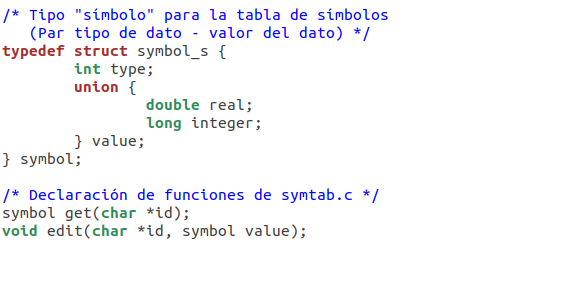 /* Tipo "símbolo" para la tabla de símbolos
   (Par tipo de dato - valor del dato) */
typedef struct symbol_s {
        int type;
        union {
                double real;
                long integer;
        } value;
} symbol;

/* Declaración de funciones de symtab.c */
symbol get(char *id);
void edit(char *id, symbol value);